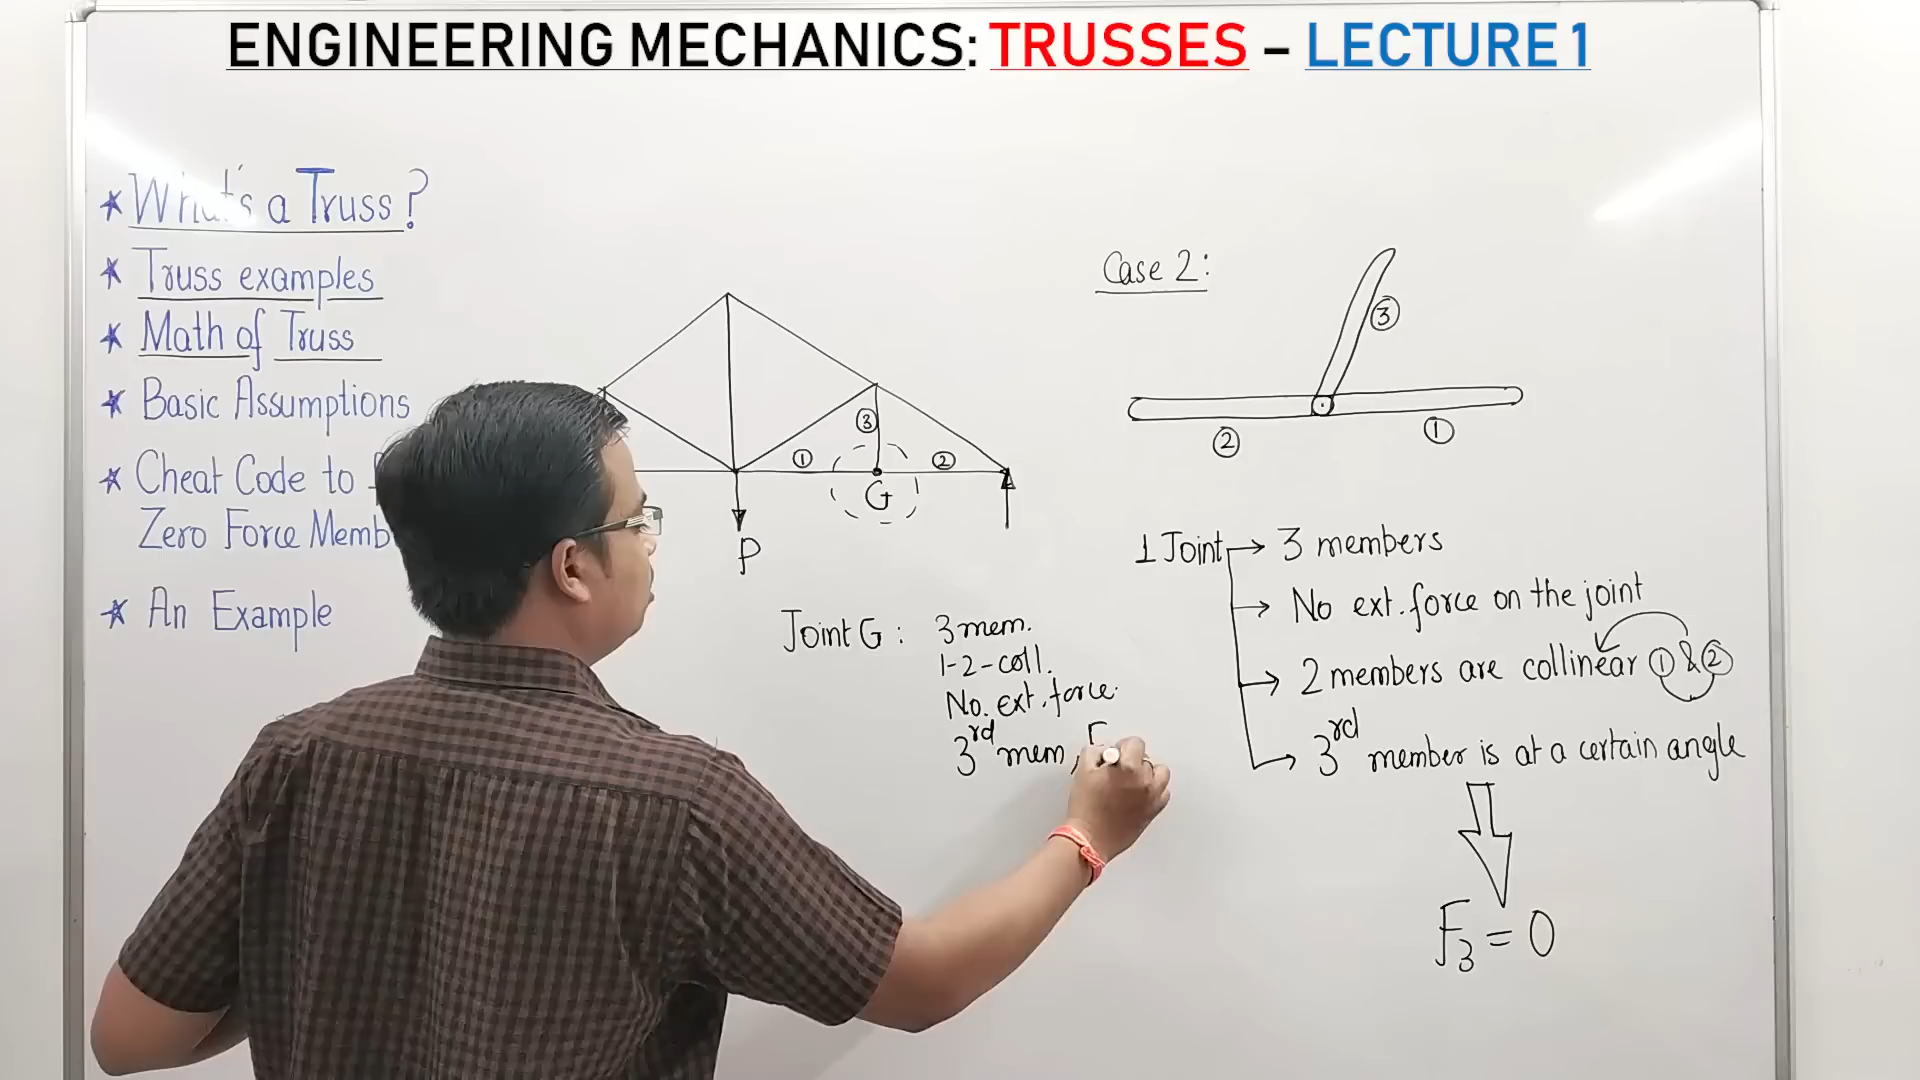 ENGINEERING MECHANICS: TRUSSES – LECTURE 1
* What's a Truss?
* Truss examples
* Math of Truss
* Basic Assumptions
* Cheat Code to
Zero Force Memb
* An Example
③
① ②
G
P
Joint G : 3 mem.
1-2-coll.
No. ext. force.
3rd mem, F
Case 2:
③
② ①
1 Joint → 3 members
→ No ext. force on the joint
→ 2 members are collinear ① & ②
→ 3rd member is at a certain angle
F3 = 0